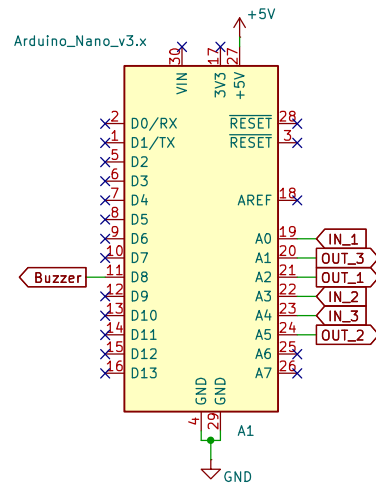 +5V
Arduino_Nano_v3.x
30 17 27
VIN 3V3 +5V
2 D0/RX RESET 28
1 D1/TX RESET 3
5 D2
6 D3
7 D4 AREF 18
8 D5
9 D6 A0 19 IN_1
10 D7 A1 20 OUT_3
Buzzer 11 D8 A2 21 OUT_1
12 D9 A3 22 IN_2
13 D10 A4 23 IN_3
14 D11 A5 24 OUT_2
15 D12 A6 25
16 D13 A7 26
GND GND
4 29
A1
GND